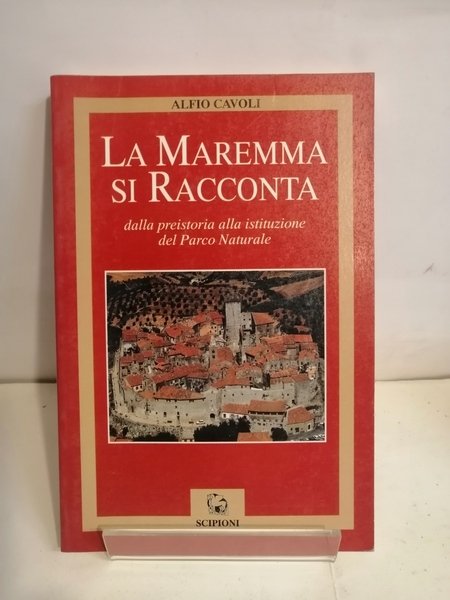 ALFIO CAVOLI
LA MAREMMA
SI RACCONTA
dalla preistoria alla istituzione
del Parco Naturale
SCIPIONI